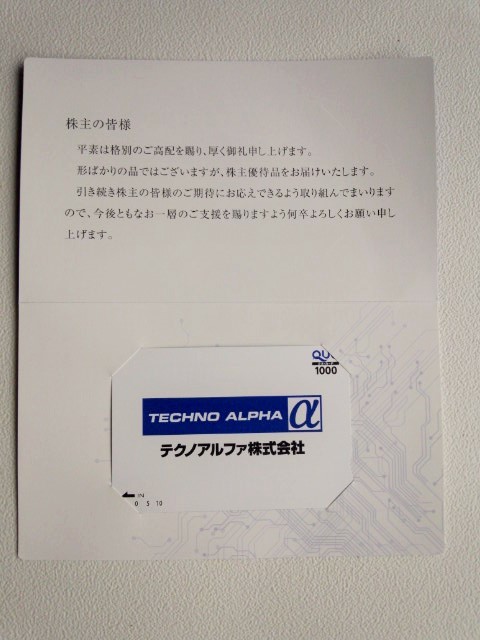 株主の皆様
平素は格別のご高配を賜り、厚く御礼申し上げます。
形ばかりの品ではございますが、株主優待品をお届けいたします。
引き続き株主の皆様のご期待にお応えできるよう取り組んでまいります
ので、今後ともなお一層のご支援を賜りますよう何卒よろしくお願い申し
上げます。
QU
1000
TECHNO ALPHA α
テクノアルファ株式会社
IN
0 5 10